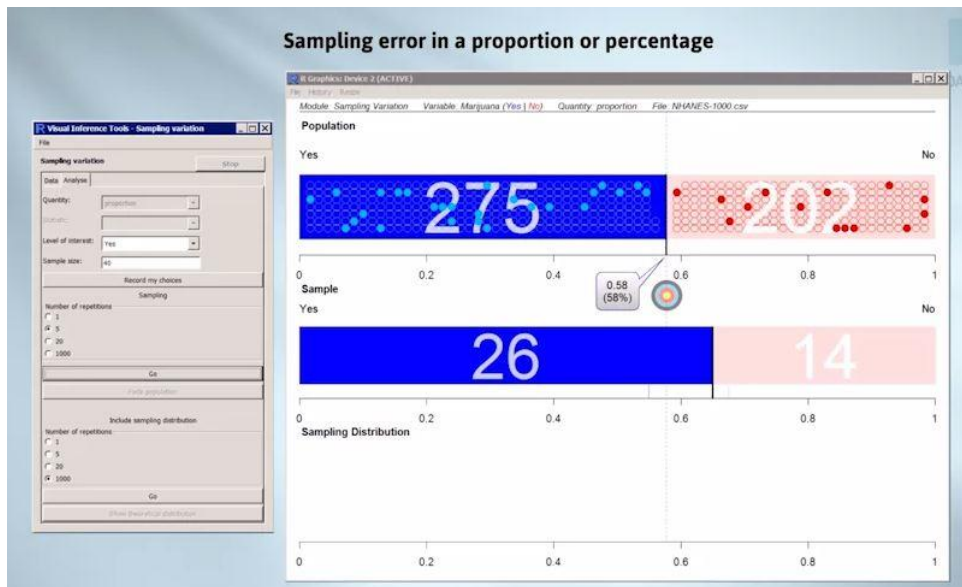 Sampling error in a proportion or percentage
R Graphics: Device 2 (ACTIVE)
File History Resize
Module: Sampling Variation Variable: Marijuana (Yes | No) Quantity: proportion File: NHANES-1000.csv
Population
Yes No
275 202
0 0.2 0.4 0.6 0.8 1
0.58
(58%)
Sample
Yes No
26 14
0 0.2 0.4 0.6 0.8 1
Sampling Distribution
0 0.2 0.4 0.6 0.8 1
Visual Inference Tools - Sampling variation
File
Sampling variation Stop
Data Analyse
Quantity: proportion
Statistic:
Level of interest: Yes
Sample size: 40
Record my choices
Sampling
Number of repetitions
1
5
20
1000
Go
Include sampling distribution
Number of repetitions
1
5
20
1000
Go
Show theoretical distribution